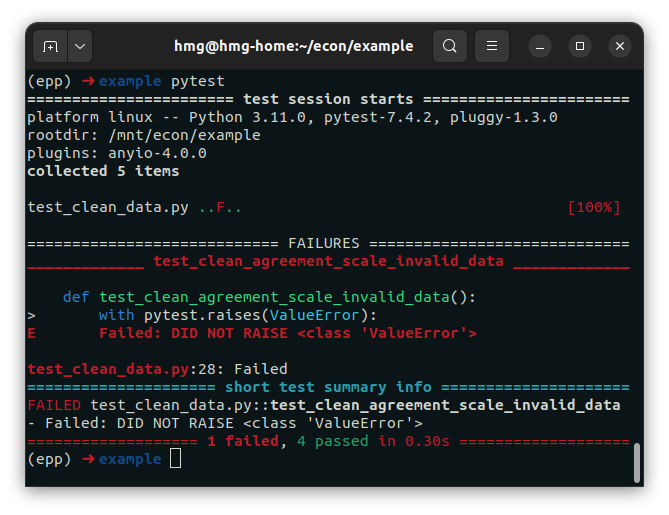 hmg@hmg-home:~/econ/example
(epp) ➜ example pytest
======================= test session starts =======================
platform linux -- Python 3.11.0, pytest-7.4.2, pluggy-1.3.0
rootdir: /mnt/econ/example
plugins: anyio-4.0.0
collected 5 items
test_clean_data.py ..F.. [100%]
============================ FAILURES =============================
_____________ test_clean_agreement_scale_invalid_data _____________
def test_clean_agreement_scale_invalid_data():
> with pytest.raises(ValueError):
E Failed: DID NOT RAISE <class 'ValueError'>
test_clean_data.py:28: Failed
===================== short test summary info =====================
FAILED test_clean_data.py::test_clean_agreement_scale_invalid_data
- Failed: DID NOT RAISE <class 'ValueError'>
=================== 1 failed, 4 passed in 0.30s ===================
(epp) ➜ example